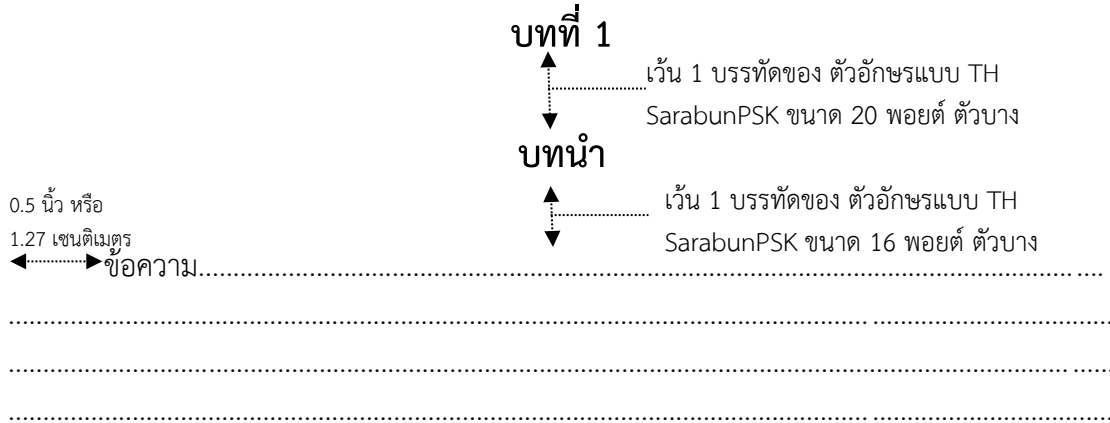 บทที่ 1
เว้น 1 บรรทัดของ ตัวอักษรแบบ TH
SarabunPSK ขนาด 20 พอยต์ ตัวบาง
บทนำ
0.5 นิ้ว หรือ
1.27 เซนติเมตร
เว้น 1 บรรทัดของ ตัวอักษรแบบ TH
SarabunPSK ขนาด 16 พอยต์ ตัวบาง
ข้อความ